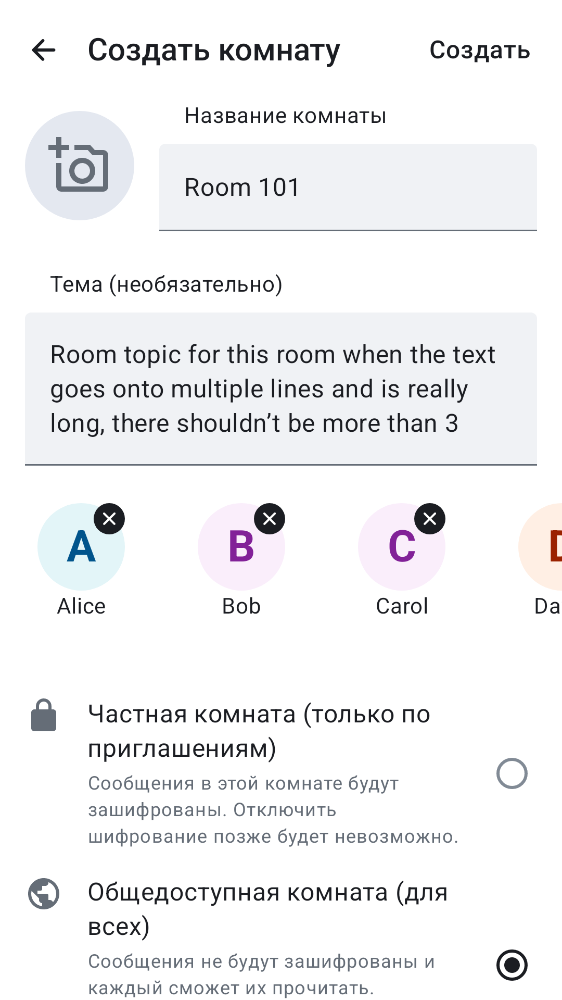 Создать комнату
Создать
Название комнаты
Room 101
Тема (необязательно)
Room topic for this room when the text
goes onto multiple lines and is really
long, there shouldn’t be more than 3
A
B
C
D
Alice
Bob
Carol
Da
Частная комната (только по
приглашениям)
Сообщения в этой комнате будут
зашифрованы. Отключить
шифрование позже будет невозможно.
Общедоступная комната (для
всех)
Сообщения не будут зашифрованы и
каждый сможет их прочитать.